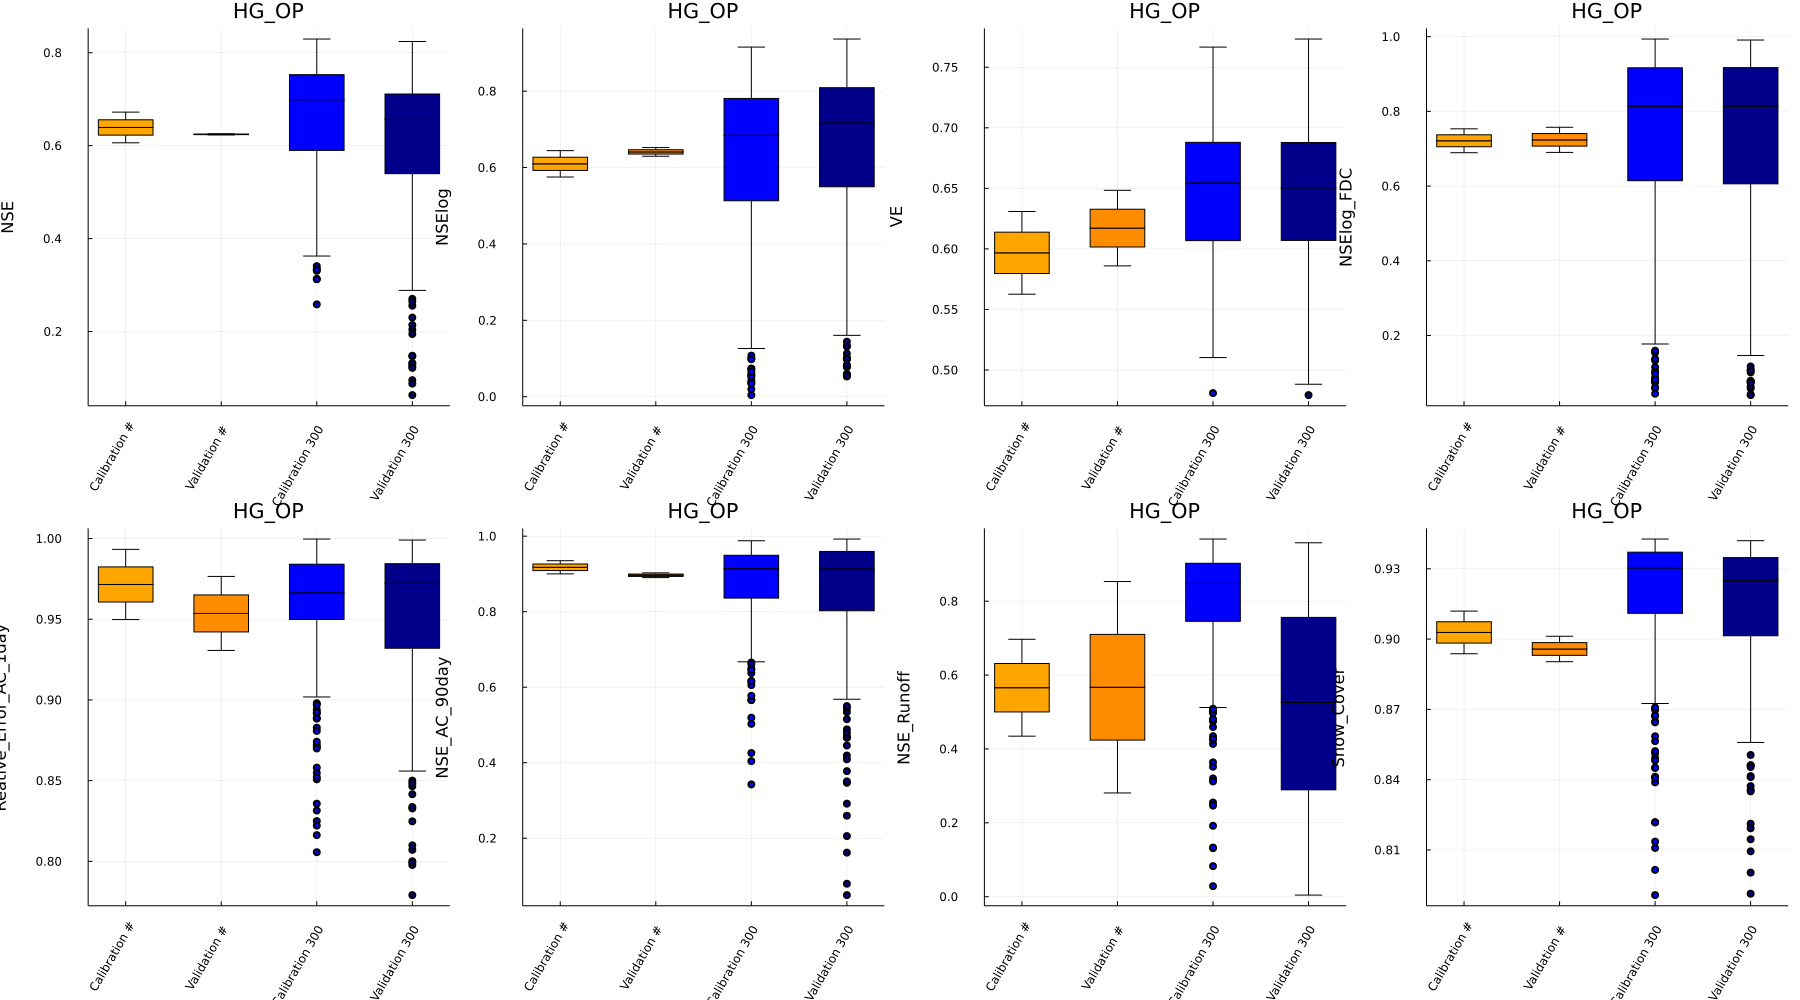 HG_OP
HG_OP
HG_OP
HG_OP
NSE
0.8
0.6
0.4
0.2
NSElog
0.8
0.6
0.4
0.2
0.0
VE
0.75
0.70
0.65
0.60
0.55
0.50
NSElog_FDC
1.0
0.8
0.6
0.4
0.2
Calibration #
Validation #
Calibration 300
Validation 300
Calibration #
Validation #
Calibration 300
Validation 300
Calibration #
Validation #
Calibration 300
Validation 300
Calibration #
Validation #
Calibration 300
Validation 300
HG_OP
HG_OP
HG_OP
HG_OP
Reative_Error_AC_1day
1.00
0.95
0.90
0.85
0.80
NSE_AC_90day
1.0
0.8
0.6
0.4
0.2
NSE_Runoff
0.8
0.6
0.4
0.2
0.0
Snow_Cover
0.93
0.90
0.87
0.84
0.81
Calibration #
Validation #
Calibration 300
Validation 300
Calibration #
Validation #
Calibration 300
Validation 300
Calibration #
Validation #
Calibration 300
Validation 300
Calibration #
Validation #
Calibration 300
Validation 300